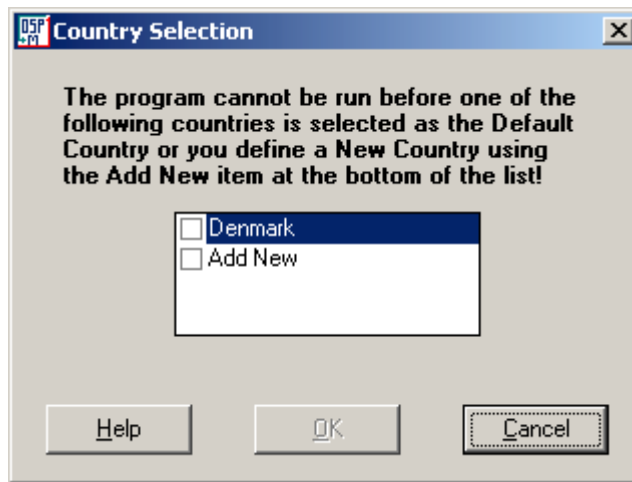 DSP
M
Country Selection
The program cannot be run before one of the
following countries is selected as the Default
Country or you define a New Country using
the Add New item at the bottom of the list!
Denmark
Add New
Help
OK
Cancel